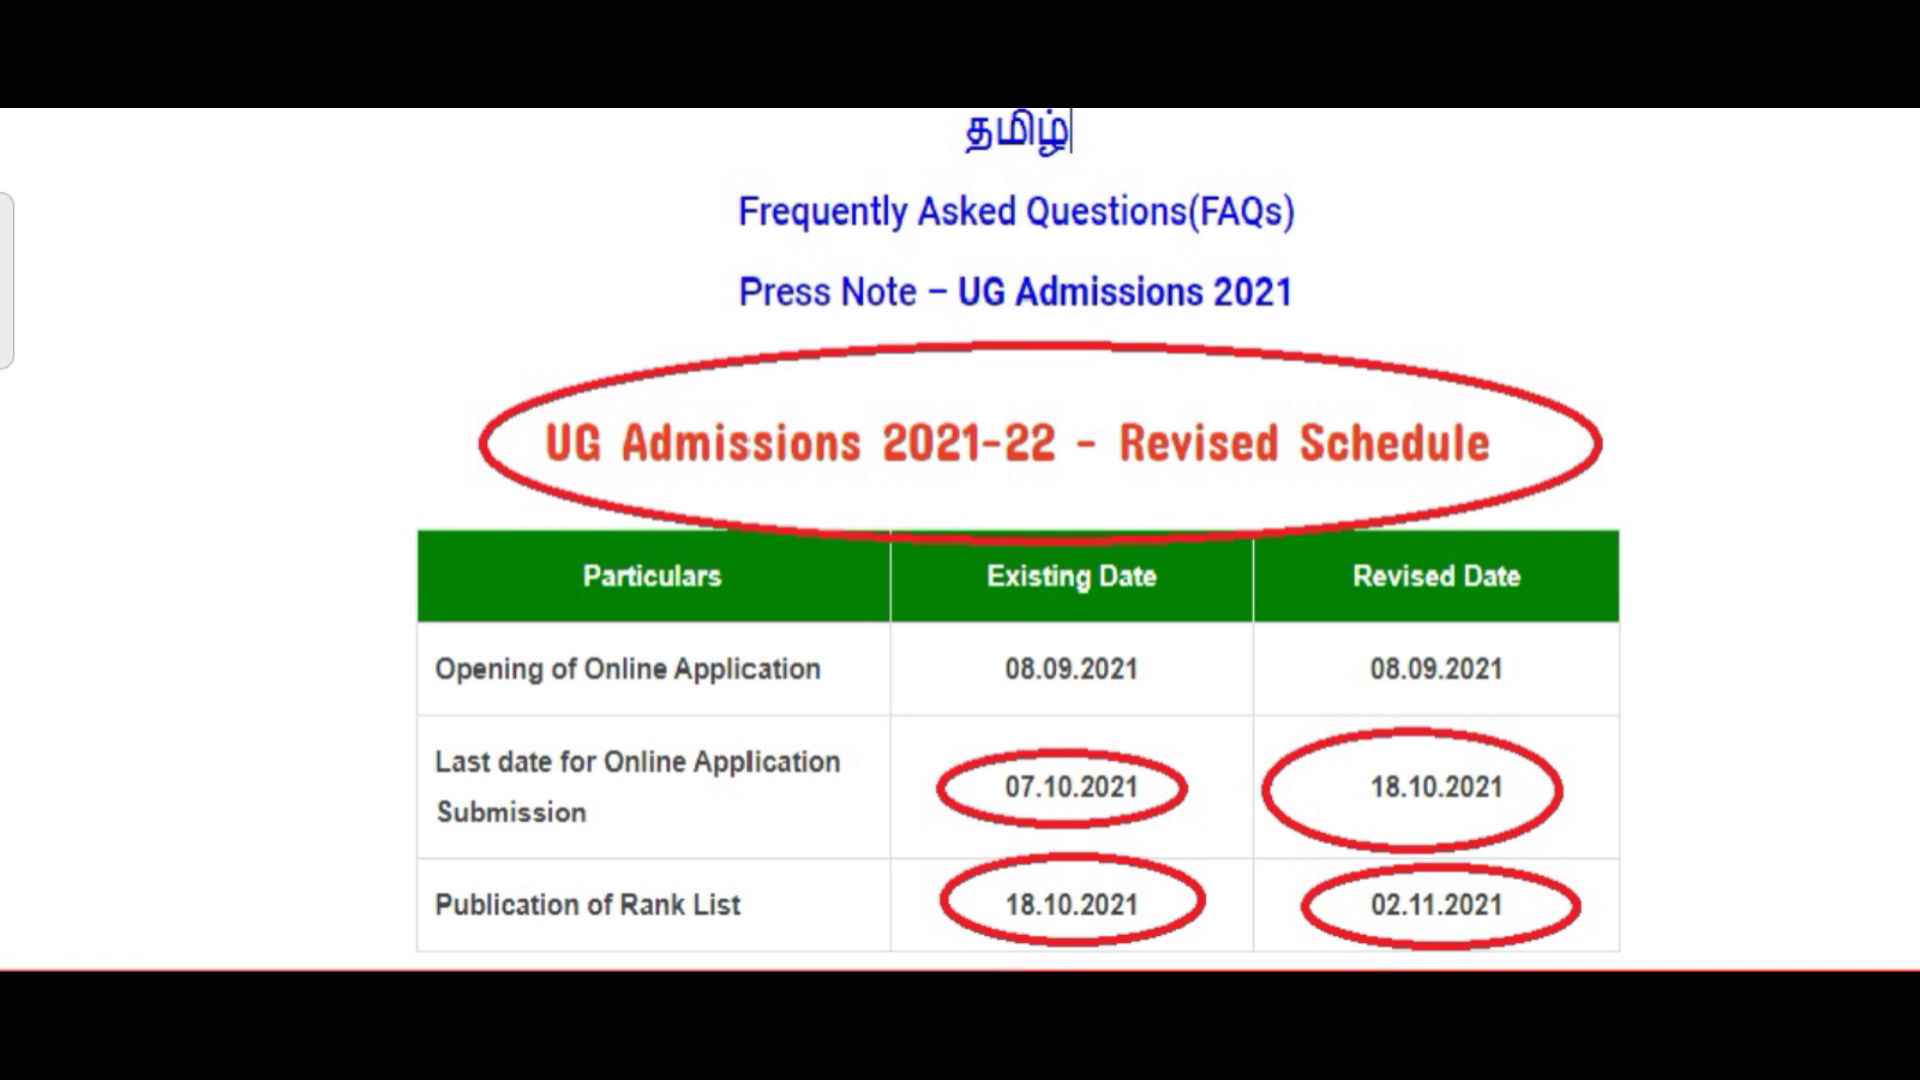 தமிழ்
Frequently Asked Questions(FAQs)
Press Note – UG Admissions 2021
UG Admissions 2021-22 - Revised Schedule
Particulars Existing Date Revised Date
Opening of Online Application 08.09.2021 08.09.2021
Last date for Online Application
Submission 07.10.2021 18.10.2021
Publication of Rank List 18.10.2021 02.11.2021